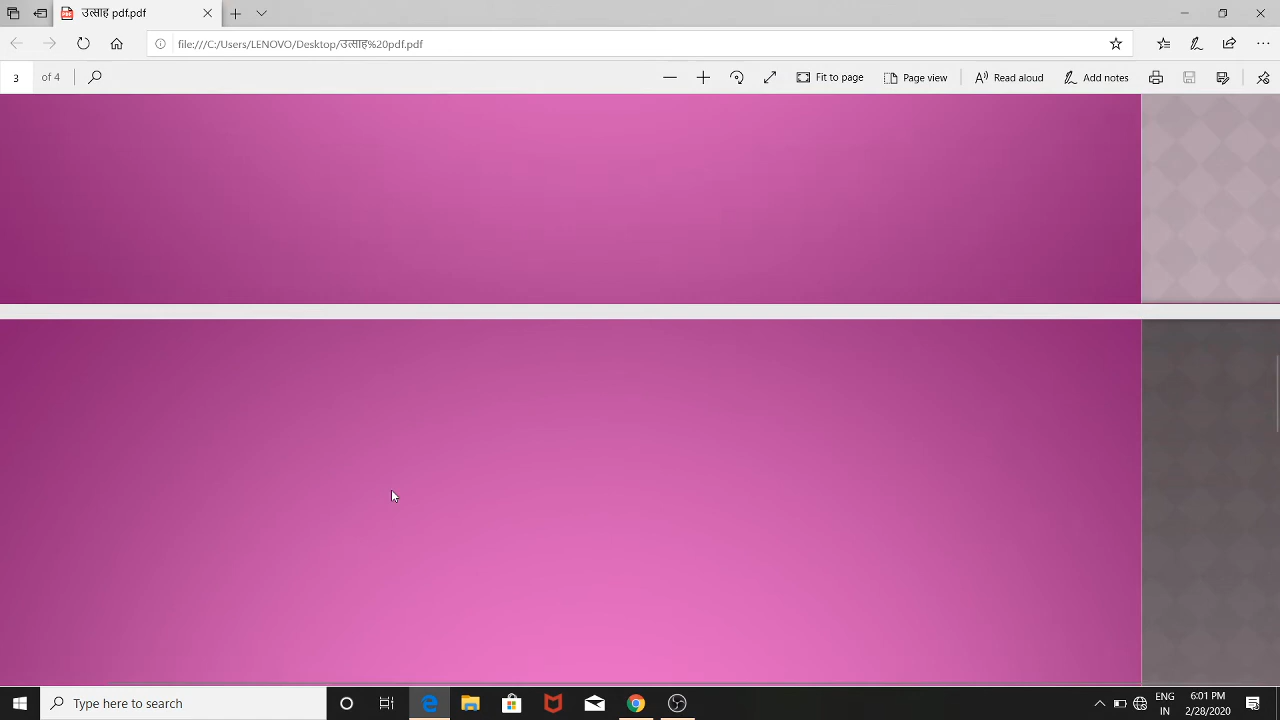 उत्साह pdf.pdf
file:///C:/Users/LENOVO/Desktop/उत्साह%20pdf.pdf
3 of 4 Fit to page Page view Read aloud Add notes
Type here to search
ENG 6:01 PM
IN 2/28/2020